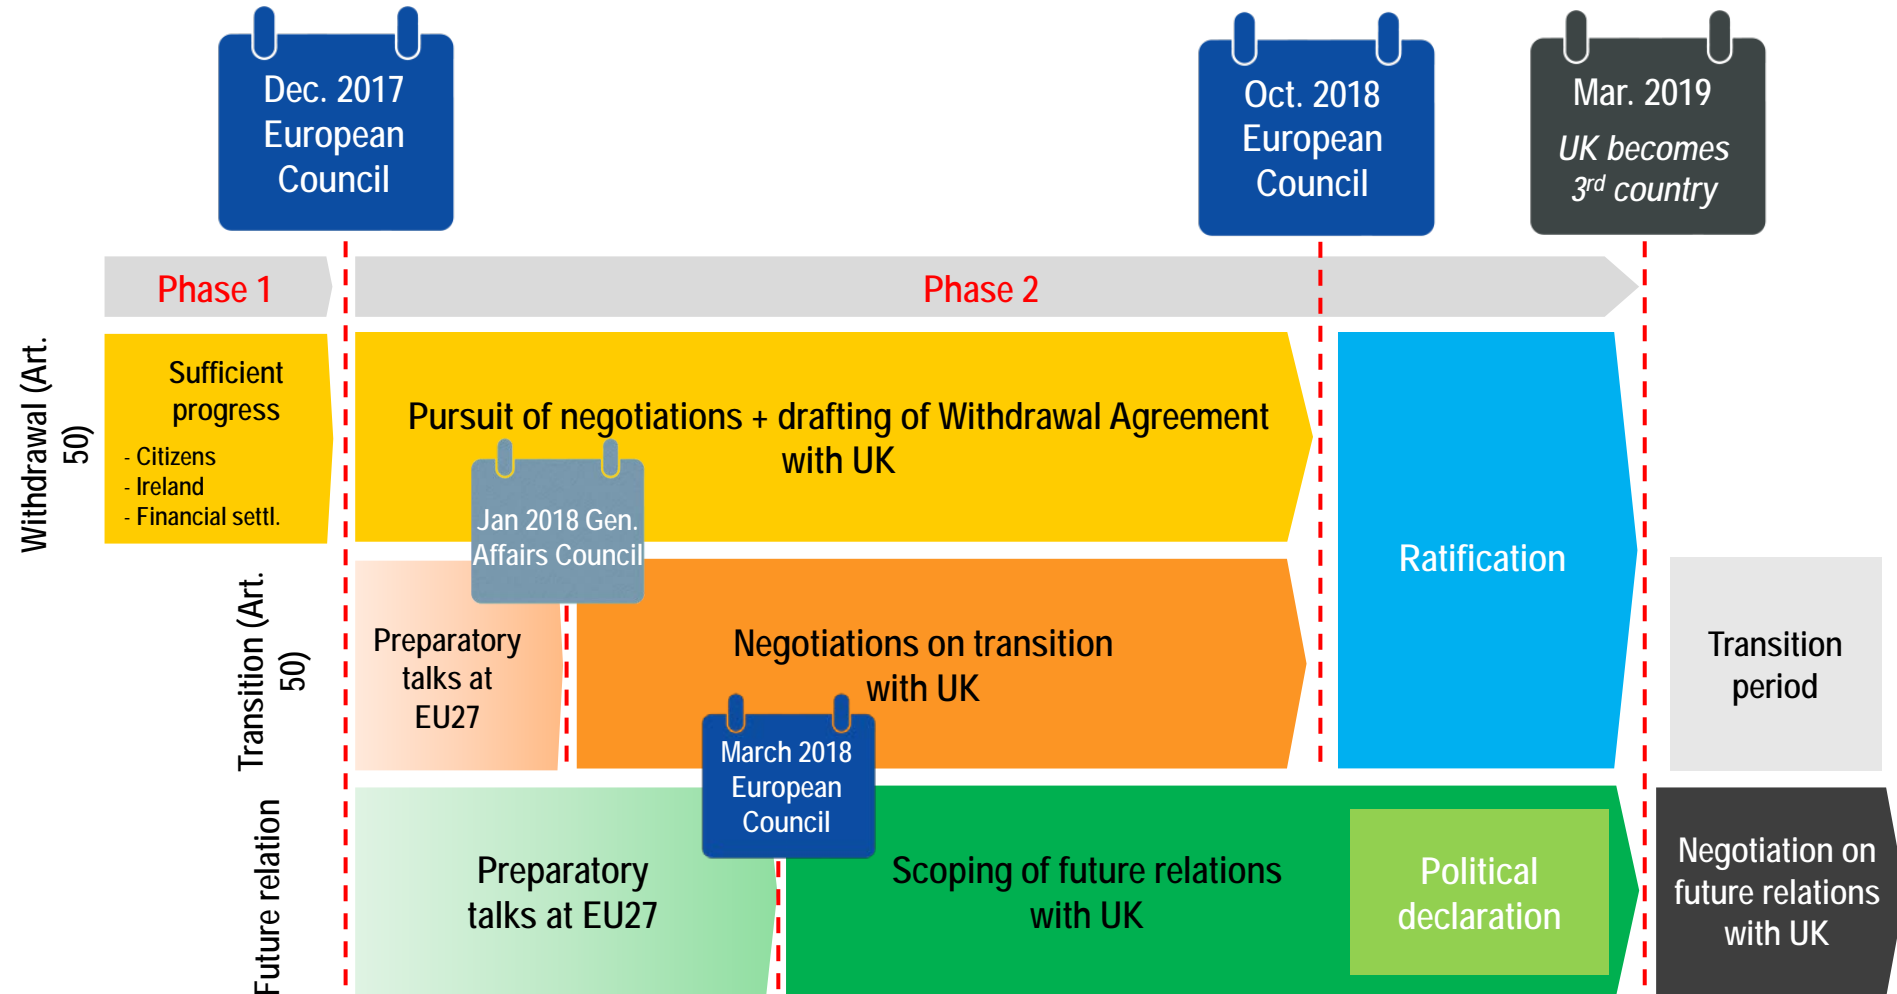 Dec. 2017
European
Council
Oct. 2018
European
Council
Mar. 2019
UK becomes
3rd country
Phase 1
Phase 2
Withdrawal (Art.
50)
Sufficient
progress
- Citizens
- Ireland
- Financial settl.
Pursuit of negotiations + drafting of Withdrawal Agreement
with UK
Jan 2018 Gen.
Affairs Council
Ratification
Transition (Art.
50)
Preparatory
talks at
EU27
Negotiations on transition
with UK
Transition
period
March 2018
European
Council
Future relation
Preparatory
talks at EU27
Scoping of future relations
with UK
Political
declaration
Negotiation on
future relations
with UK